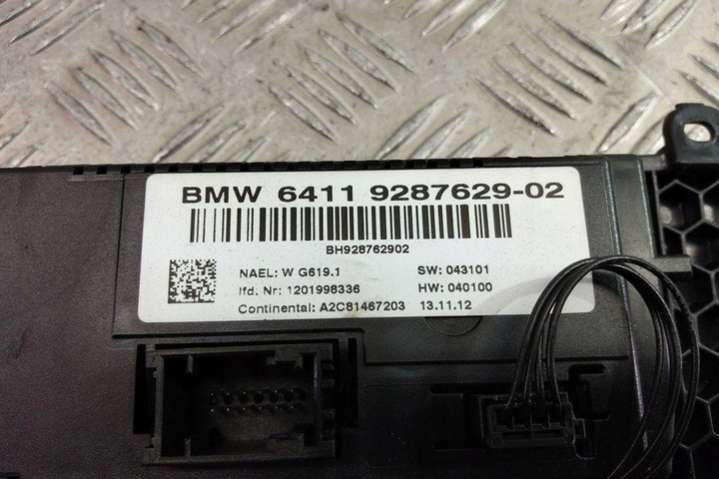 BMW 6411 9287629-02
BH928762902
NAEL: W G619.1 SW: 043101
lfd. Nr: 1201998336 HW: 040100
Continental: A2C81467203 13.11.12